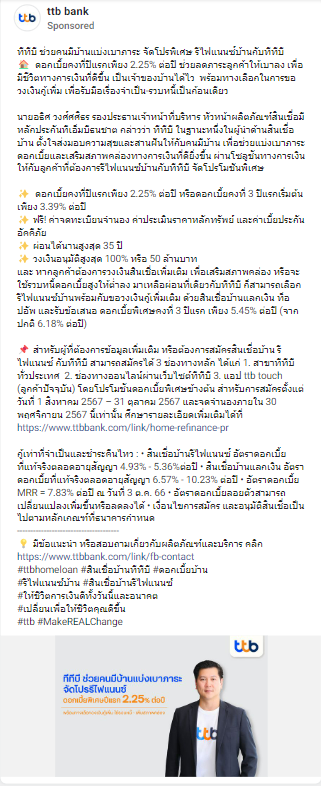 ttb bank
Sponsored
ทีทีบี ช่วยคนมีบ้านแบ่งเบาภาระ จัดโปรพิเศษ รีไฟแนนซ์บ้านกับทีทีบี
🏠 ดอกเบี้ยคงที่ปีแรกเพียง 2.25% ต่อปี ช่วยลดภาระลูกค้าให้เบาลง เพื่อ
มีชีวิตทางการเงินที่ดีขึ้น เป็นเจ้าของบ้านได้ไว พร้อมทางเลือกในการขอ
วงเงินกู้เพิ่ม เพื่อรับมือเรื่องจำเป็น-รวบหนี้เป็นก้อนเดียว
นายอธิศ วงศ์ศศิธร รองประธานเจ้าหน้าที่บริหาร หัวหน้าผลิตภัณฑ์สินเชื่อมี
หลักประกันทีเอ็มบีธนชาต กล่าวว่า ทีทีบี ในฐานะหนึ่งในผู้นำด้านสินเชื่อ
บ้าน ตั้งใจส่งมอบความสุขและสานฝันให้กับคนมีบ้าน เพื่อช่วยแบ่งเบาภาระ
ดอกเบี้ยและเสริมสภาพคล่องทางการเงินที่ดียิ่งขึ้น ผ่านโซลูชันทางการเงิน
ให้กับลูกค้าที่ต้องการรีไฟแนนซ์บ้านกับทีทีบี จัดโปรโมชันพิเศษ
✨ ดอกเบี้ยคงที่ปีแรกเพียง 2.25% ต่อปี หรือดอกเบี้ยคงที่ 3 ปีแรกเริ่มต้น
เพียง 3.39% ต่อปี
✨ ฟรี! ค่าจดทะเบียนจำนอง ค่าประเมินราคาหลักทรัพย์ และค่าเบี้ยประกัน
อัคคีภัย
✨ ผ่อนได้นานสูงสุด 35 ปี
✨ วงเงินอนุมัติสูงสุด 100% หรือ 50 ล้านบาท
และ หากลูกค้าต้องการวงเงินสินเชื่อเพิ่มเติม เพื่อเสริมสภาพคล่อง หรือจะ
ใช้รวบหนี้ดอกเบี้ยสูงให้ต่ำลง มาเหลือผ่อนที่เดียวกับทีทีบี ก็สามารถเลือก
รีไฟแนนซ์บ้านพร้อมกับขอวงเงินกู้เพิ่มเติม ด้วยสินเชื่อบ้านแลกเงิน ท็อ
ปอัพ และรับข้อเสนอ ดอกเบี้ยพิเศษคงที่ 3 ปีแรก เพียง 5.45% ต่อปี (จาก
ปกติ 6.18% ต่อปี)
📌 สำหรับผู้ที่ต้องการข้อมูลเพิ่มเติม หรือต้องการสมัครสินเชื่อบ้าน รี
ไฟแนนซ์ กับทีทีบี สามารถสมัครได้ 3 ช่องทางหลัก ได้แก่ 1. สาขาทีทีบี
ทั่วประเทศ 2. ช่องทางออนไลน์ผ่านเว็บไซต์ทีทีบี 3. แอป ttb touch
(ลูกค้าปัจจุบัน) โดยโปรโมชันดอกเบี้ยพิเศษข้างต้น สำหรับการสมัครตั้งแต่
วันที่ 1 สิงหาคม 2567 – 31 ตุลาคม 2567 และจดจำนองภายใน 30
พฤศจิกายน 2567 นี้เท่านั้น ศึกษารายละเอียดเพิ่มเติมได้ที่
https://www.ttbbank.com/link/home-refinance-pr
กู้เท่าที่จำเป็นและชำระคืนไหว : • สินเชื่อบ้านรีไฟแนนซ์ อัตราดอกเบี้ย
ที่แท้จริงตลอดอายุสัญญา 4.93% - 5.36%ต่อปี • สินเชื่อบ้านแลกเงิน อัตรา
ดอกเบี้ยที่แท้จริงตลอดอายุสัญญา 6.57% - 10.23% ต่อปี • อัตราดอกเบี้ย
MRR = 7.83% ต่อปี ณ วันที่ 3 ต.ค. 66 • อัตราดอกเบี้ยลอยตัวสามารถ
เปลี่ยนแปลงเพิ่มขึ้นหรือลดลงได้ • เงื่อนไขการสมัคร และอนุมัติสินเชื่อเป็น
ไปตามหลักเกณฑ์ที่ธนาคารกำหนด
------------------------------
💡 มีข้อแนะนำ หรือสอบถามเกี่ยวกับผลิตภัณฑ์และบริการ คลิก
https://www.ttbbank.com/link/fb-contact
#ttbhomeloan #สินเชื่อบ้านทีทีบี #ดอกเบี้ยบ้าน
#รีไฟแนนซ์บ้าน #สินเชื่อบ้านรีไฟแนนซ์
#ให้ชีวิตการเงินดีทั้งวันนี้และอนาคต
#เปลี่ยนเพื่อให้ชีวิตคุณดีขึ้น
#ttb #MakeREALChange
ttb
ทีทีบี ช่วยคนมีบ้านแบ่งเบาภาระ
จัดโปรรีไฟแนนซ์
ดอกเบี้ยพิเศษปีแรก 2.25% ต่อปี
ttb